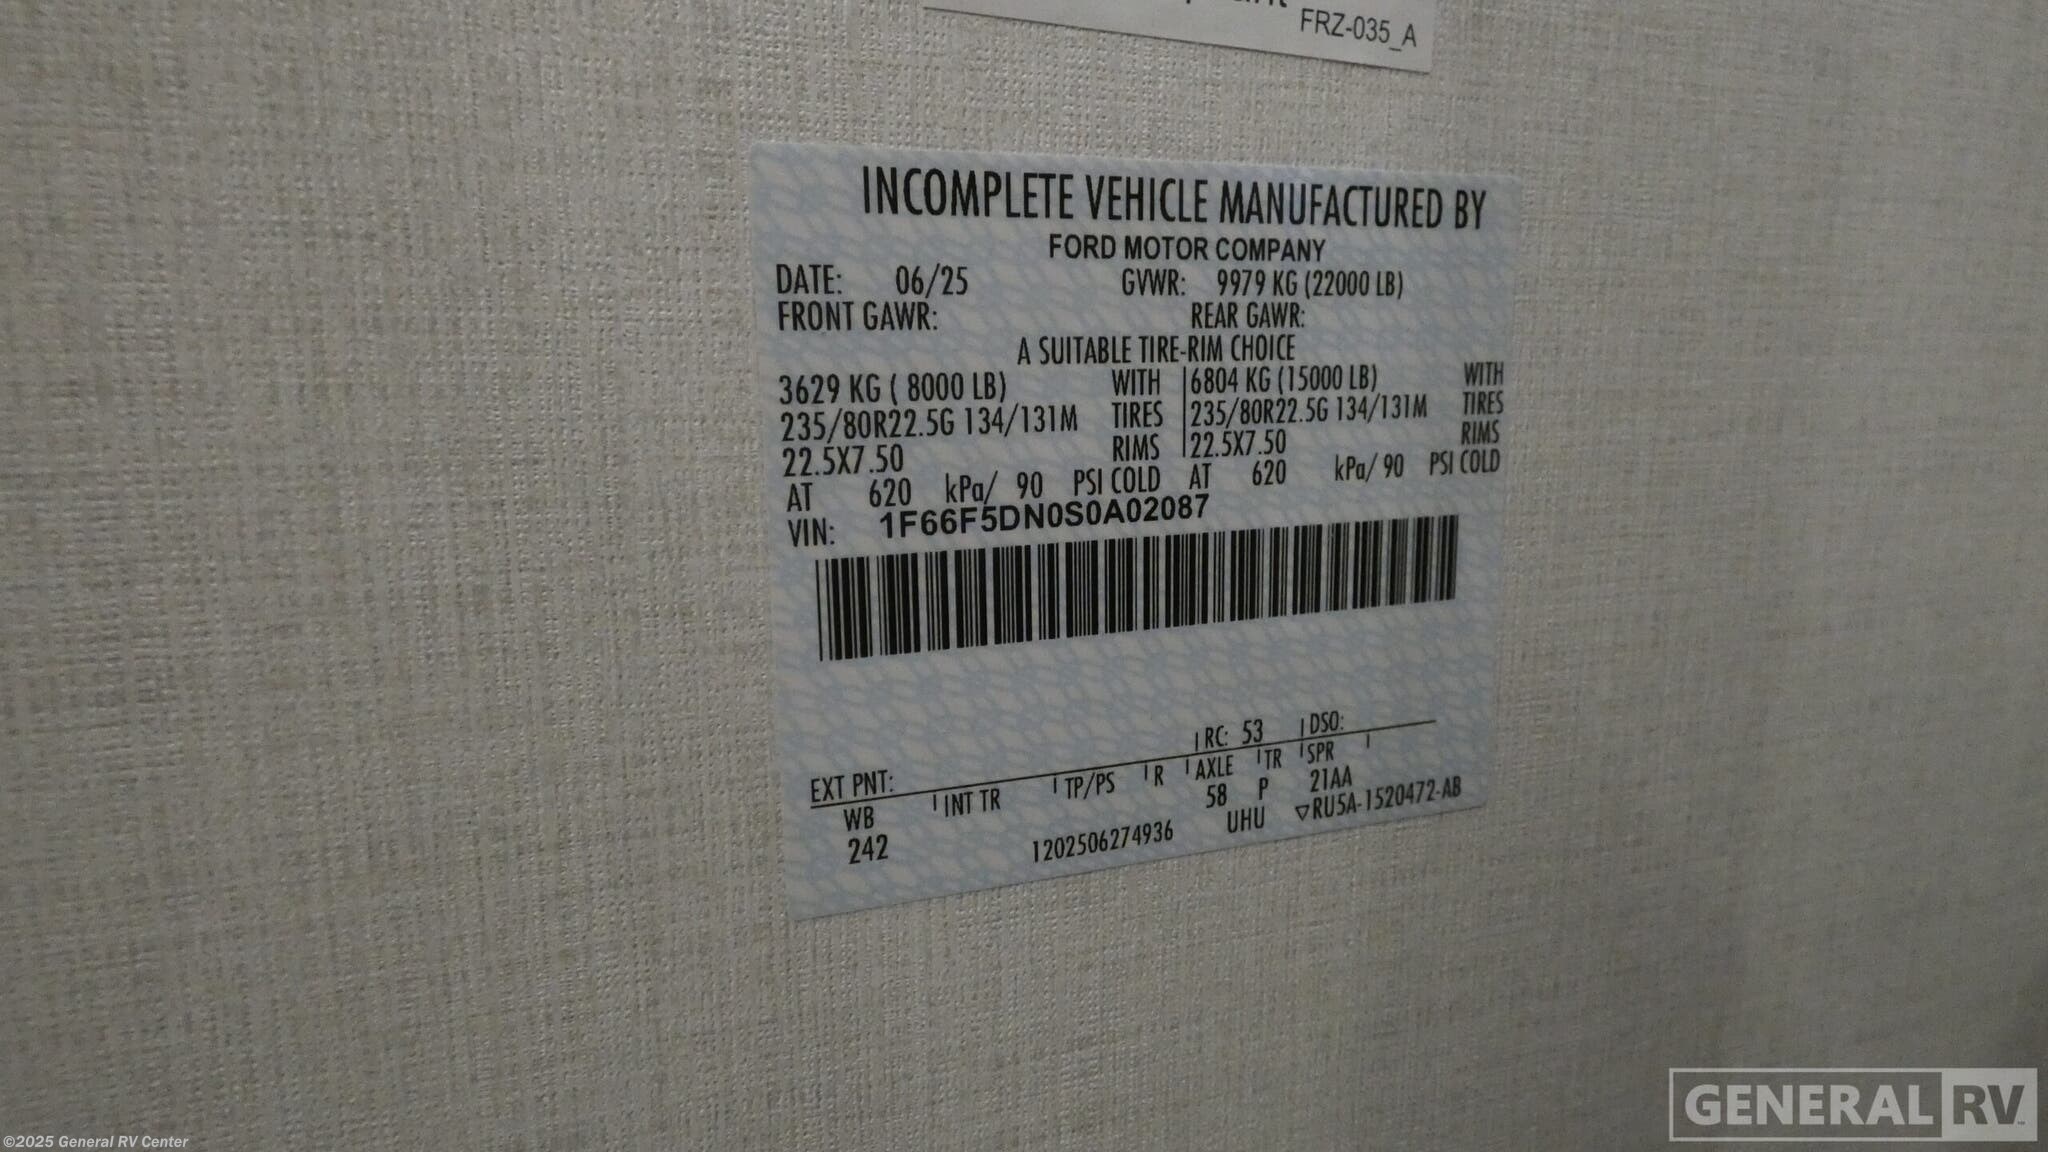 FRZ-035_A
INCOMPLETE VEHICLE MANUFACTURED BY
FORD MOTOR COMPANY
DATE: 06/25 GVWR: 9979 KG (22000 LB)
FRONT GAWR: REAR GAWR:
A SUITABLE TIRE-RIM CHOICE
3629 KG ( 8000 LB) WITH 6804 KG (15000 LB) WITH
235/80R22.5G 134/131M TIRES 235/80R22.5G 134/131M TIRES
22.5X7.50 RIMS 22.5X7.50 RIMS
AT 620 kPa/ 90 PSI COLD AT 620 kPa/ 90 PSI COLD
VIN: 1F66F5DN0S0A02087
RC: 53 DSO:
EXT PNT:
WB INT TR TP/PS R AXLE TR SPR
242 58 P 21AA
1202506274936 UHU ▽RU5A-1520472-AB
GENERAL RV
©2025 General RV Center